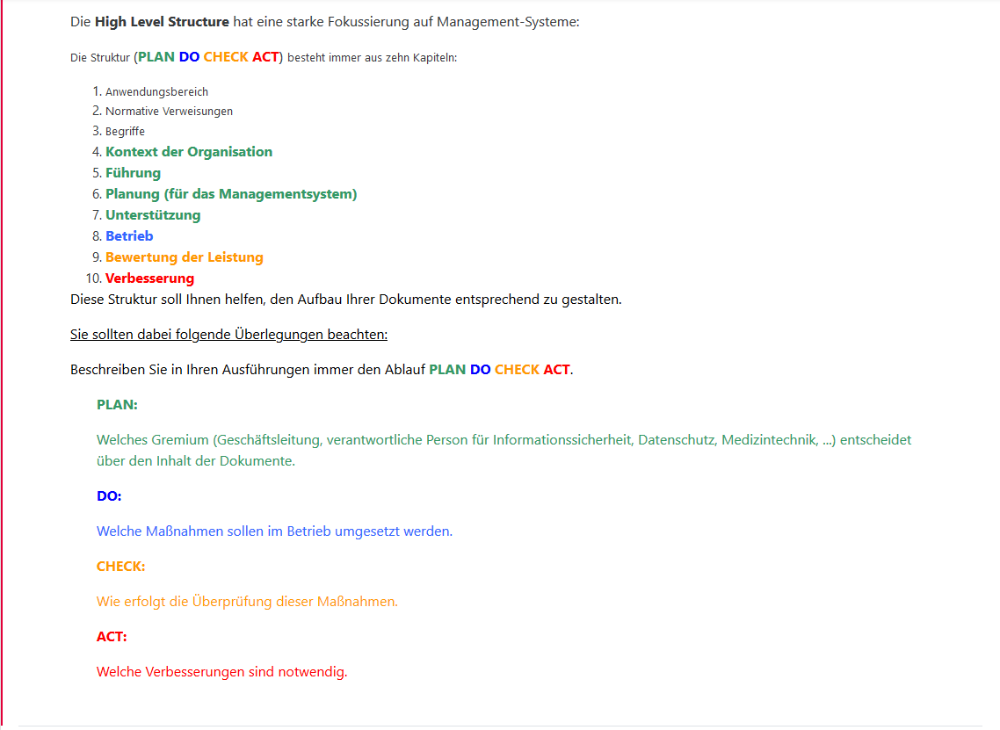 Die High Level Structure hat eine starke Fokussierung auf Management-Systeme:
Die Struktur (PLAN DO CHECK ACT) besteht immer aus zehn Kapiteln:
1. Anwendungsbereich
2. Normative Verweisungen
3. Begriffe
4. Kontext der Organisation
5. Führung
6. Planung (für das Managementsystem)
7. Unterstützung
8. Betrieb
9. Bewertung der Leistung
10. Verbesserung
Diese Struktur soll Ihnen helfen, den Aufbau Ihrer Dokumente entsprechend zu gestalten.
Sie sollten dabei folgende Überlegungen beachten:
Beschreiben Sie in Ihren Ausführungen immer den Ablauf PLAN DO CHECK ACT.
PLAN:
Welches Gremium (Geschäftsleitung, verantwortliche Person für Informationssicherheit, Datenschutz, Medizintechnik, ...) entscheidet
über den Inhalt der Dokumente.
DO:
Welche Maßnahmen sollen im Betrieb umgesetzt werden.
CHECK:
Wie erfolgt die Überprüfung dieser Maßnahmen.
ACT:
Welche Verbesserungen sind notwendig.